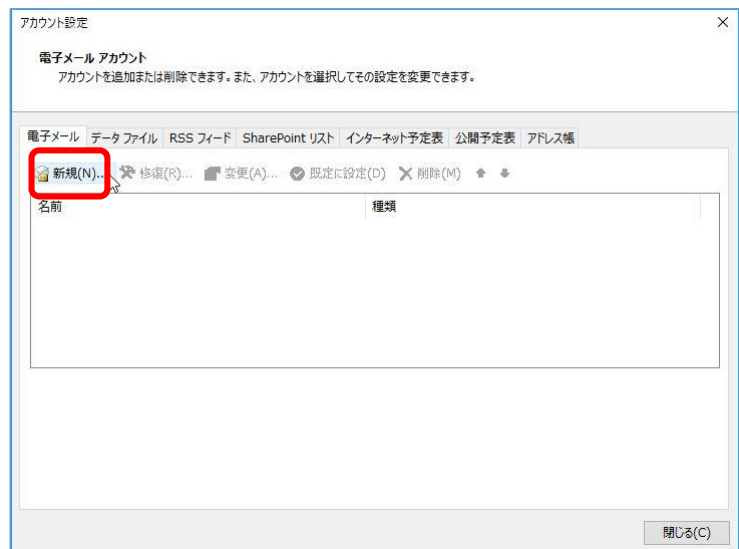 アカウント設定
電子メール アカウント
アカウントを追加または削除できます。また、アカウントを選択してその設定を変更できます。
電子メール データ ファイル RSS フィード SharePoint リスト インターネット予定表 公開予定表 アドレス帳
新規(N)... 修復(R)... 変更(A)... 既定に設定(D) 削除(M)
名前 種類
閉じる(C)